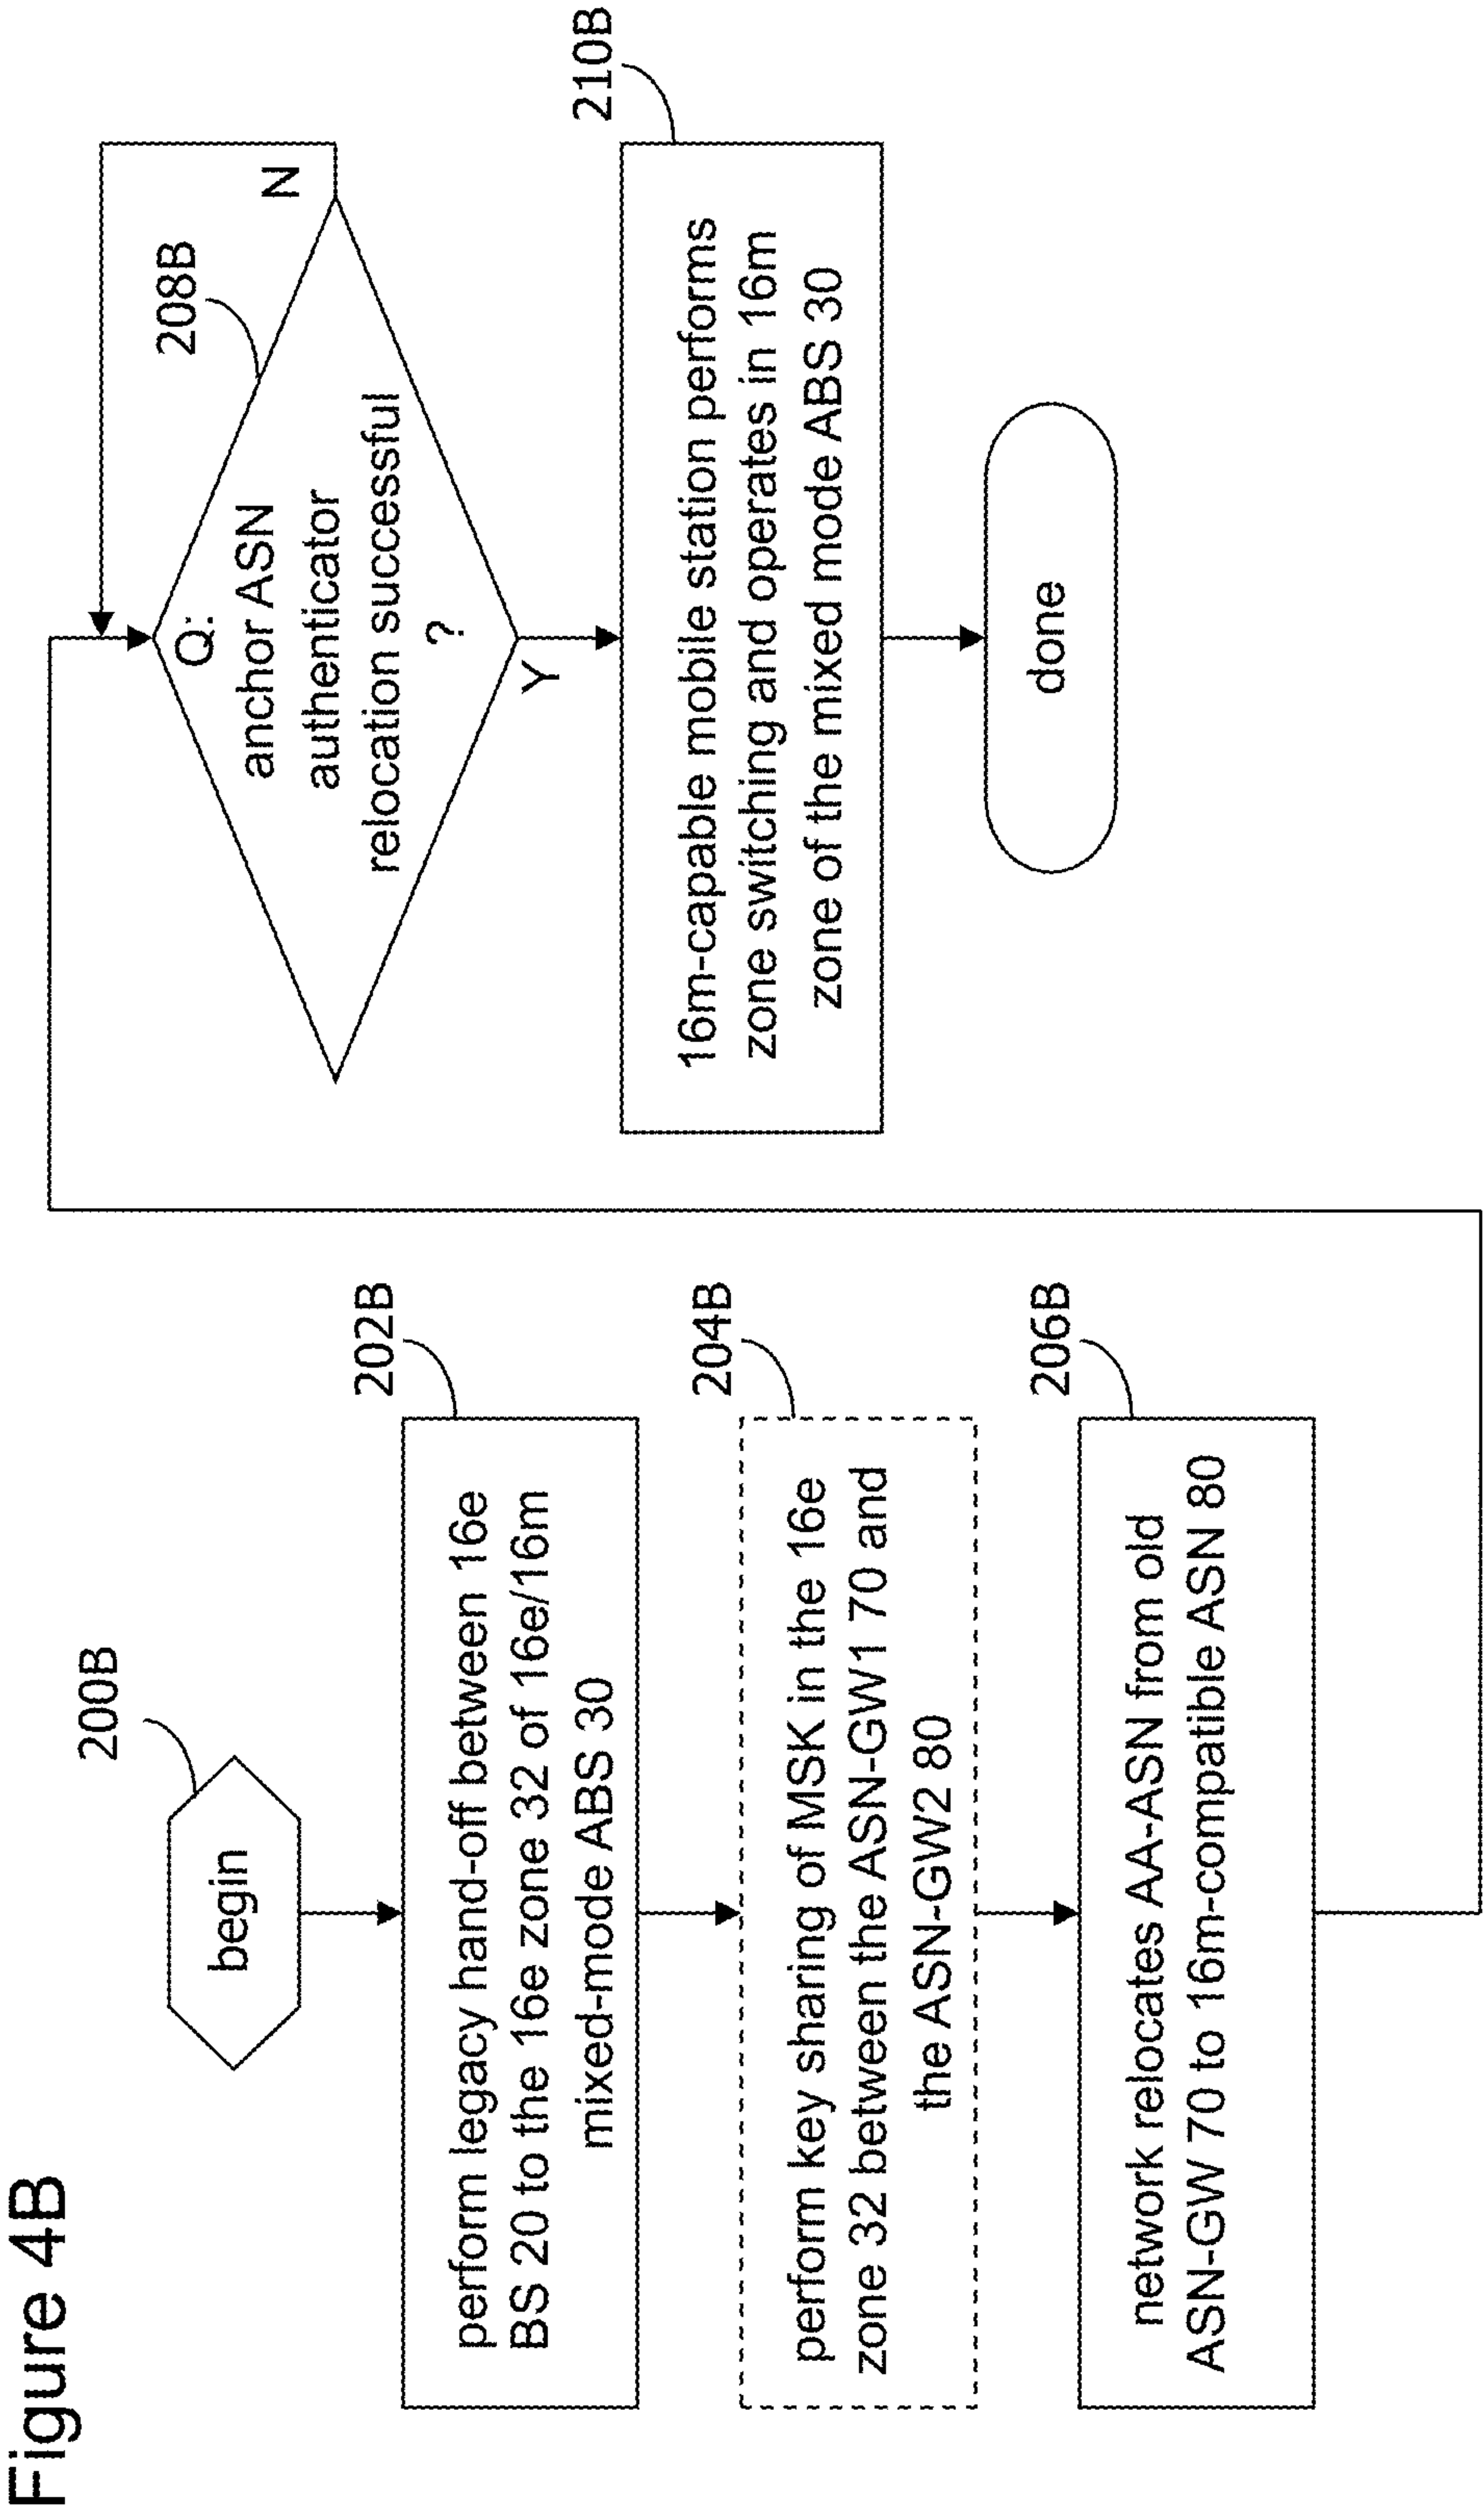 Figure 4B
begin
200B
perform legacy hand-off between 16e
BS 20 to the 16e zone 32 of 16e/16m
mixed-mode ABS 30
202B
perform key sharing of MSK in the 16e
zone 32 between the ASN-GW1 70 and
the ASN-GW2 80
204B
network relocates AA-ASN from old
ASN-GW 70 to 16m-compatible ASN 80
206B
Q:
anchor ASN
authenticator
relocation successful
?
208B
N
Y
16m-capable mobile station performs
zone switching and operates in 16m
zone of the mixed mode ABS 30
210B
done